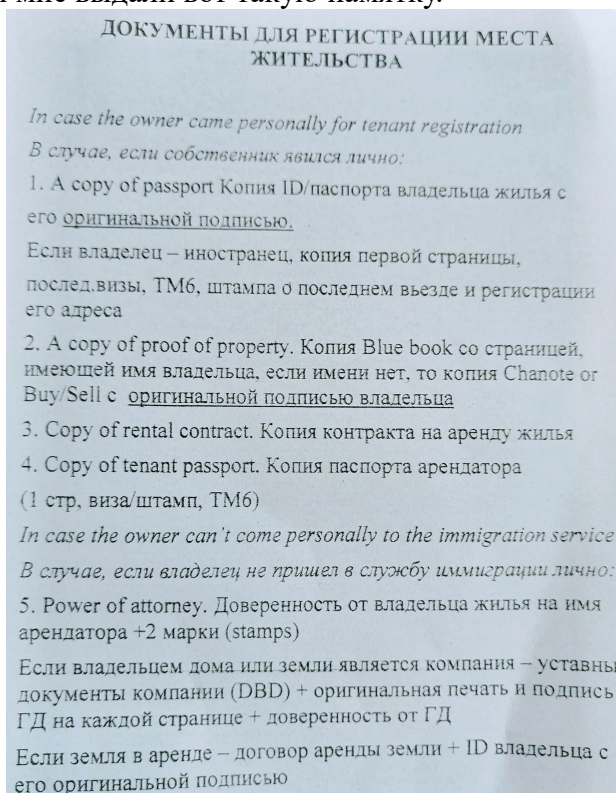 мне выдали вот такую памятку.
ДОКУМЕНТЫ ДЛЯ РЕГИСТРАЦИИ МЕСТА
ЖИТЕЛЬСТВА
In case the owner came personally for tenant registration
В случае, если собственник явился лично:
1. A copy of passport Копия ID/паспорта владельца жилья с
его оригинальной подписью.
Если владелец – иностранец, копия первой страницы,
послед.визы, ТМ6, штампа о последнем вьезде и регистрации
его адреса
2. A copy of proof of property. Копия Blue book со страницей,
имеющей имя владельца, если имени нет, то копия Chanote or
Buy/Sell с оригинальной подписью владельца
3. Copy of rental contract. Копия контракта на аренду жилья
4. Copy of tenant passport. Копия паспорта арендатора
(1 стр, виза/штамп, ТМ6)
In case the owner can't come personally to the immigration service
В случае, если владелец не пришел в службу иммиграции лично:
5. Power of attorney. Доверенность от владельца жилья на имя
арендатора +2 марки (stamps)
Если владельцем дома или земли является компания – уставны
документы компании (DBD) + оригинальная печать и подпись
ГД на каждой странице + доверенность от ГД
Если земля в аренде – договор аренды земли + ID владельца с
его оригинальной подписью